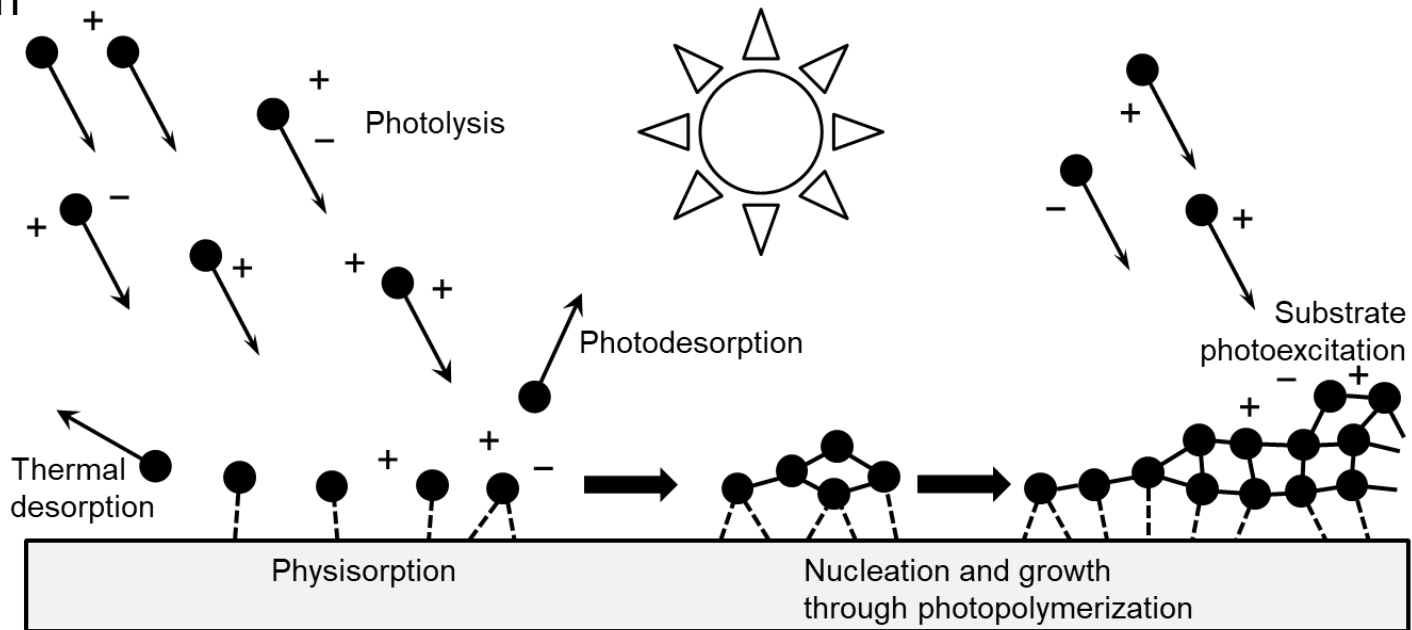 +
+
Photolysis
–
+
–
+
–
+
+
+
+
+
Substrate
photoexcitation
Photodesorption
–
+
+
+
+
–
Thermal
desorption
Physisorption
Nucleation and growth
through photopolymerization